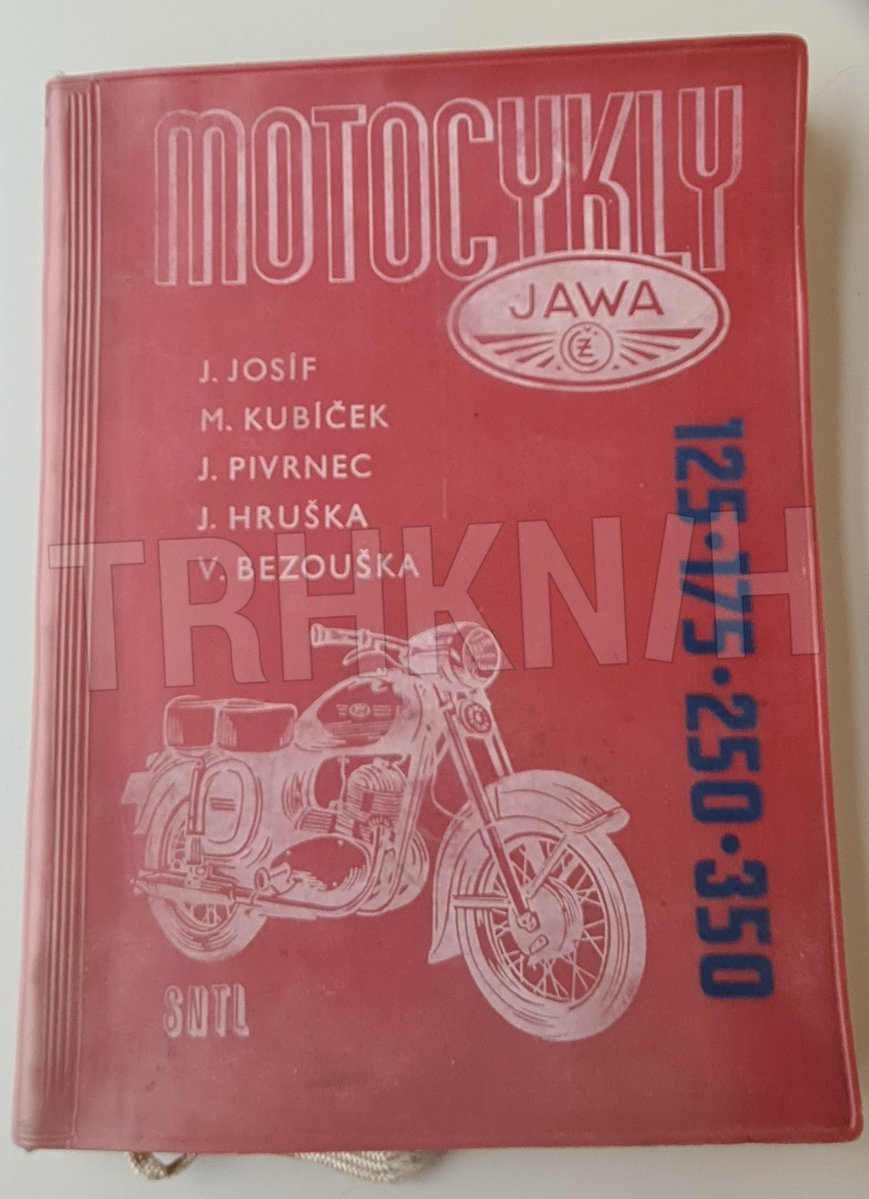 MOTOCYKLY
JAWA
ČZ
J. JOSÍF
M. KUBÍČEK
J. PIVRNEC
J. HRUŠKA
V. BEZOUŠKA
125·175·250·350
TRHKNIH
SNTL